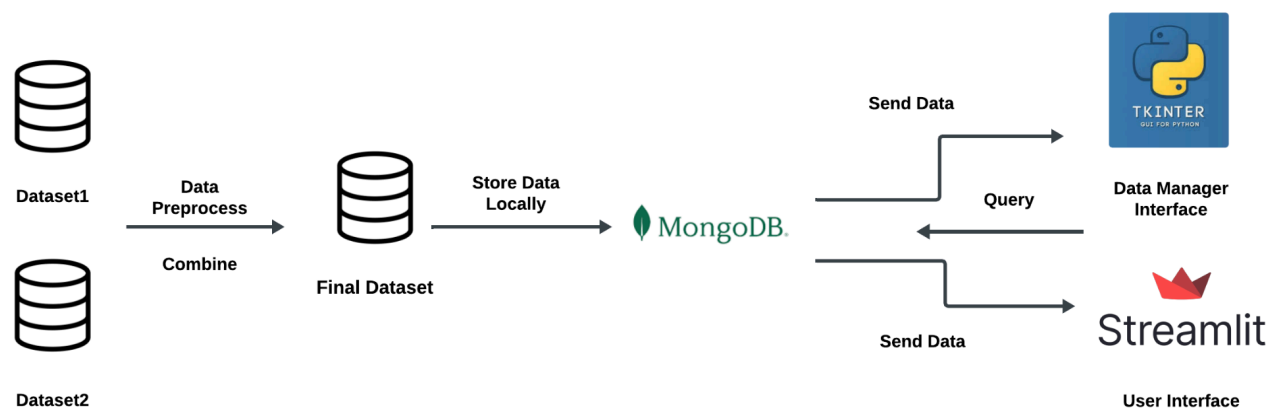 Dataset1
Dataset2
Data
Preprocess
Combine
Final Dataset
Store Data
Locally
MongoDB.
Send Data
Query
Send Data
TKINTER
GUI FOR PYTHON
Data Manager
Interface
Streamlit
User Interface